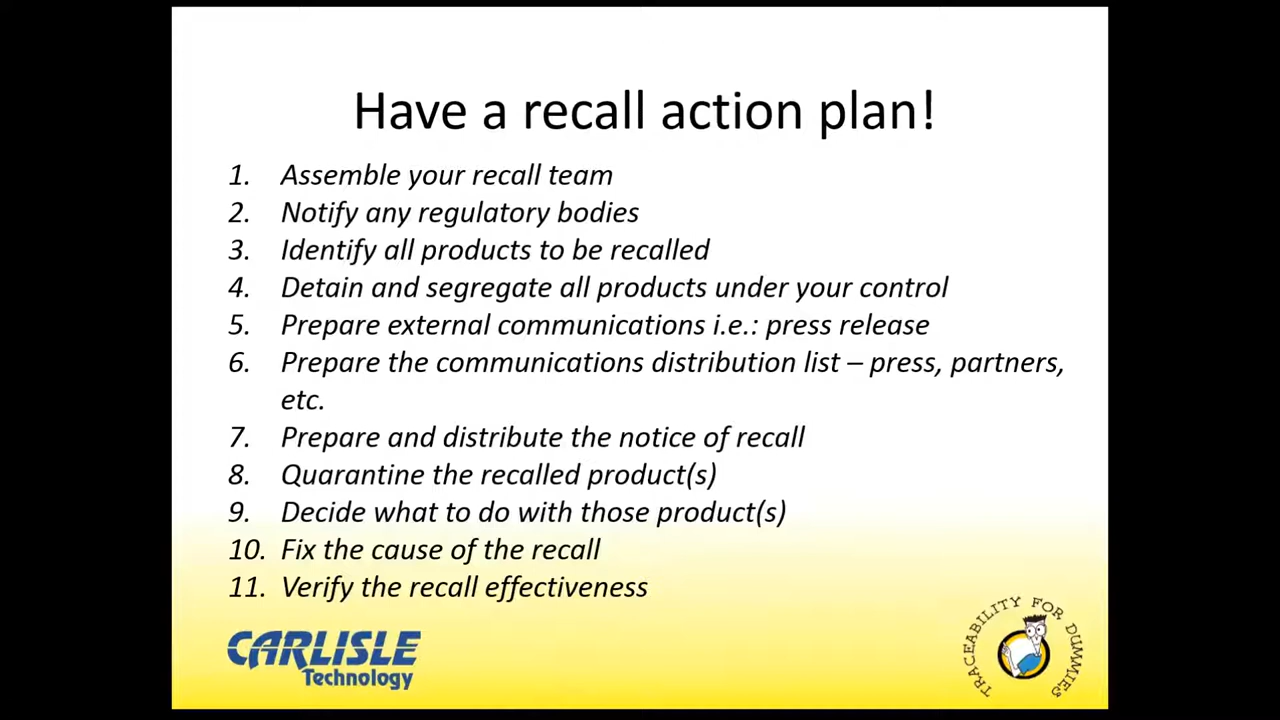 Have a recall action plan!
1. Assemble your recall team
2. Notify any regulatory bodies
3. Identify all products to be recalled
4. Detain and segregate all products under your control
5. Prepare external communications i.e.: press release
6. Prepare the communications distribution list – press, partners,
etc.
7. Prepare and distribute the notice of recall
8. Quarantine the recalled product(s)
9. Decide what to do with those product(s)
10. Fix the cause of the recall
11. Verify the recall effectiveness
CARLISLE
Technology
TRACEABILITY FOR DUMMIES